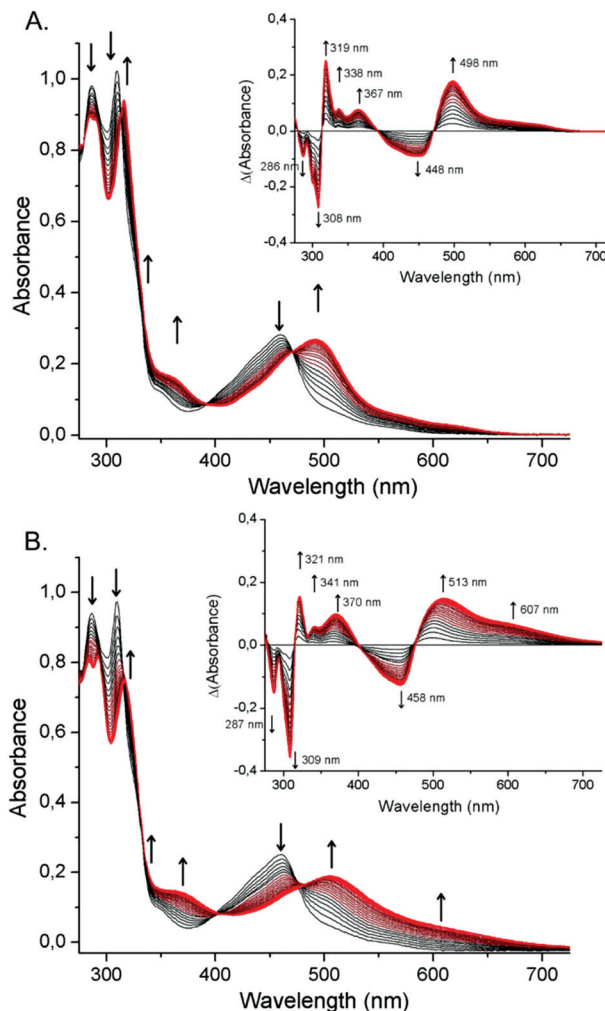 A.
Absorbance
1,0
0,8
0,6
0,4
0,2
0,0
300 400 500 600 700
Wavelength (nm)
Δ(Absorbance)
0,4
0,2
0,0
-0,2
-0,4
319 nm
338 nm
367 nm
498 nm
286 nm
448 nm
308 nm
300 400 500 600 700
Wavelength (nm)
B.
Absorbance
1,0
0,8
0,6
0,4
0,2
0,0
300 400 500 600 700
Wavelength (nm)
Δ(Absorbance)
0,4
0,2
0,0
-0,2
-0,4
321 nm
341 nm
370 nm
513 nm
607 nm
287 nm
458 nm
309 nm
300 400 500 600 700
Wavelength (nm)